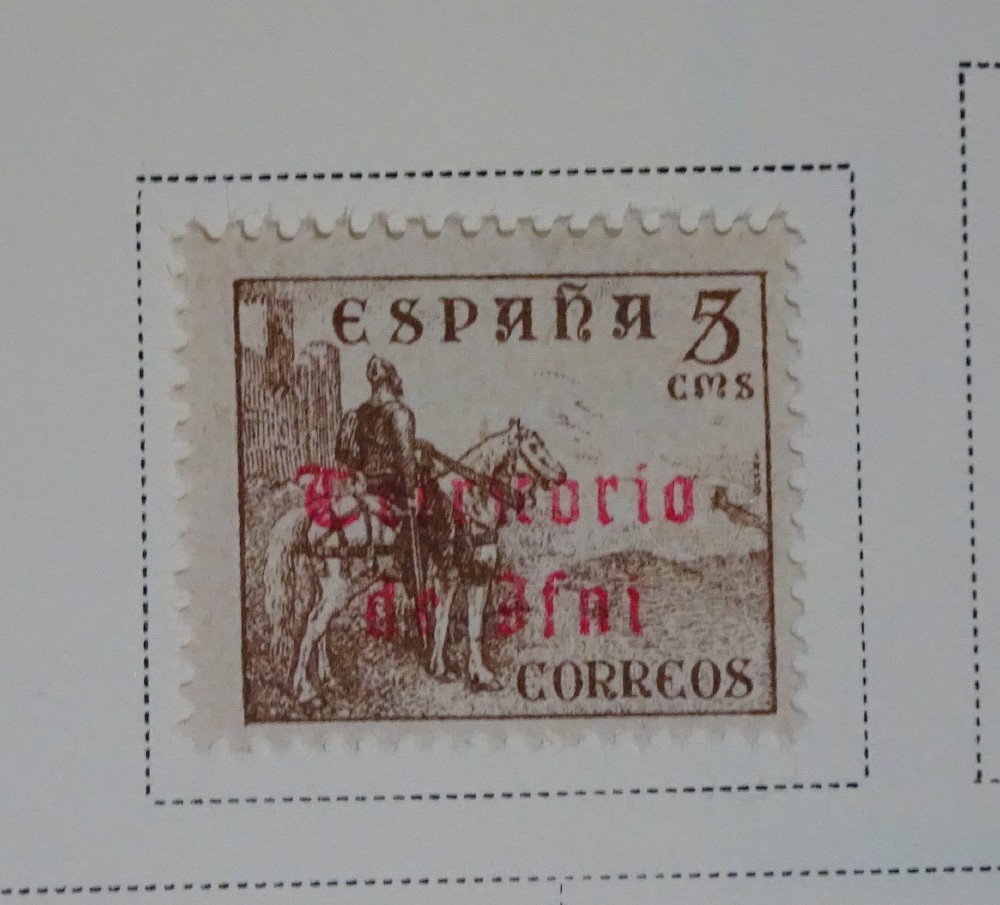 ESPAÑA 5
CMS
Territorio
de Ifni
CORREOS